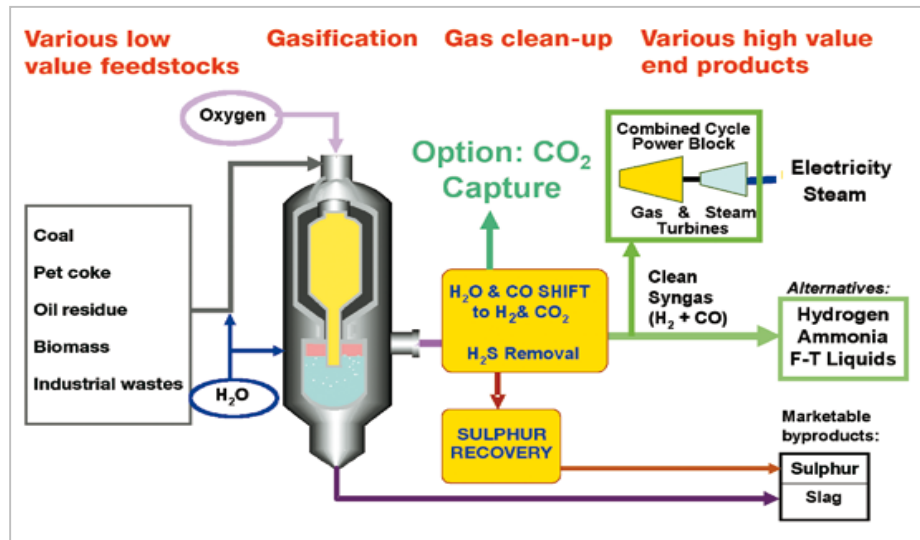 Various low
value feedstocks
Gasification
Gas clean-up
Various high value
end products
Oxygen
Option: CO₂
Capture
Combined Cycle
Power Block
Gas & Steam
Turbines
Electricity
Steam
Coal
Pet coke
Oil residue
Biomass
Industrial wastes
H₂O
H₂O & CO SHIFT
to H₂& CO₂
H₂S Removal
Clean
Syngas
(H₂ + CO)
Alternatives:
Hydrogen
Ammonia
F-T Liquids
SULPHUR
RECOVERY
Marketable
byproducts:
Sulphur
Slag